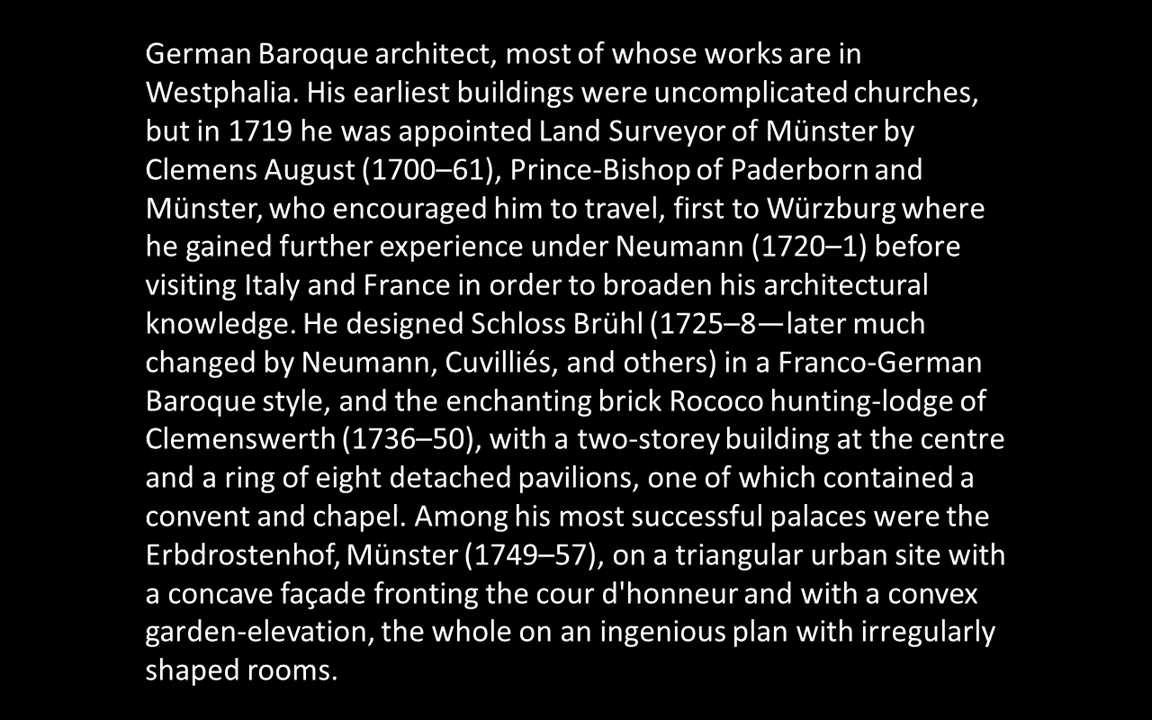 German Baroque architect, most of whose works are in
Westphalia. His earliest buildings were uncomplicated churches,
but in 1719 he was appointed Land Surveyor of Münster by
Clemens August (1700–61), Prince-Bishop of Paderborn and
Münster, who encouraged him to travel, first to Würzburg where
he gained further experience under Neumann (1720–1) before
visiting Italy and France in order to broaden his architectural
knowledge. He designed Schloss Brühl (1725–8—later much
changed by Neumann, Cuvilliés, and others) in a Franco-German
Baroque style, and the enchanting brick Rococo hunting-lodge of
Clemenswerth (1736–50), with a two-storey building at the centre
and a ring of eight detached pavilions, one of which contained a
convent and chapel. Among his most successful palaces were the
Erbdrostenhof, Münster (1749–57), on a triangular urban site with
a concave façade fronting the cour d'honneur and with a convex
garden-elevation, the whole on an ingenious plan with irregularly
shaped rooms.